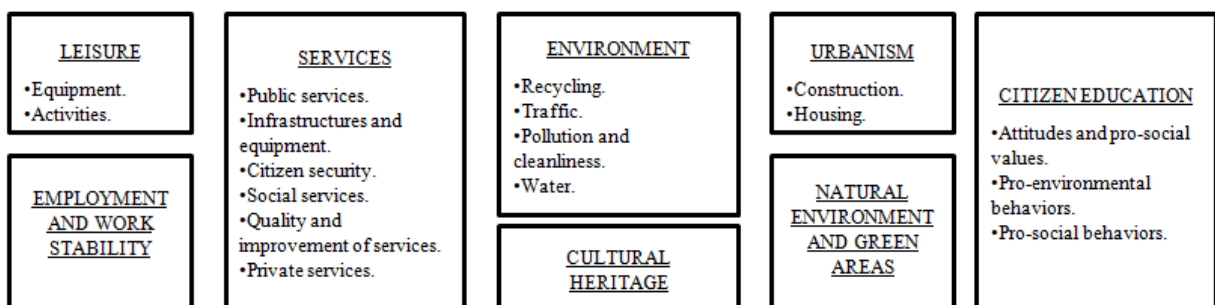 LEISURE
•Equipment.
•Activities.
EMPLOYMENT
AND WORK
STABILITY
SERVICES
•Public services.
•Infrastructures and
equipment.
•Citizen security.
•Social services.
•Quality and
improvement of services.
•Private services.
ENVIRONMENT
•Recycling.
•Traffic.
•Pollution and
cleanliness.
•Water.
CULTURAL
HERITAGE
URBANISM
•Construction.
•Housing.
NATURAL
ENVIRONMENT
AND GREEN
AREAS
CITIZEN EDUCATION
•Attitudes and pro-social
values.
•Pro-environmental
behaviors.
•Pro-social behaviors.